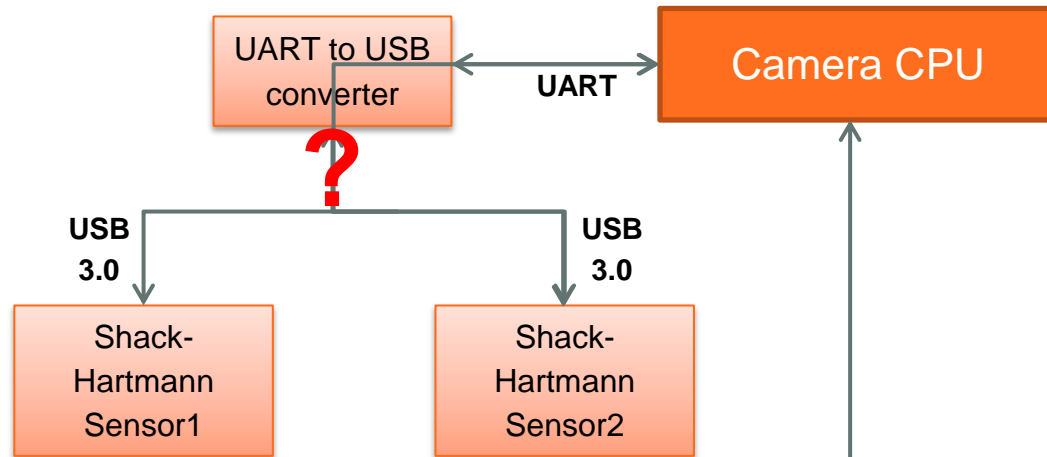 UART to USB
converter
UART
Camera CPU
?
USB
3.0
USB
3.0
Shack-
Hartmann
Sensor1
Shack-
Hartmann
Sensor2